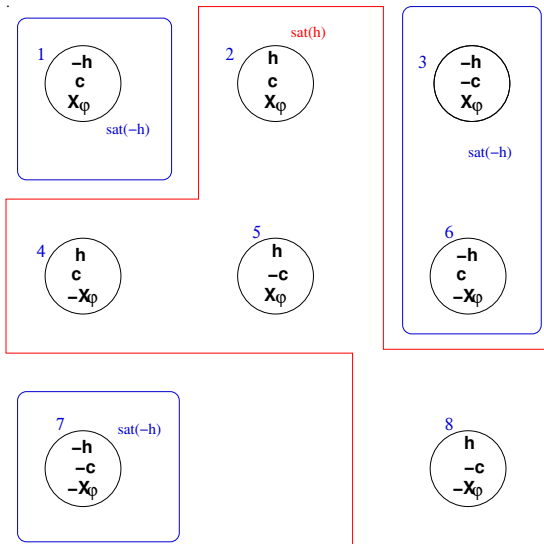 .
sat(h)
1
–h
c
Xφ
sat(–h)
2
h
c
Xφ
3
–h
–c
Xφ
sat(–h)
4
h
c
–Xφ
5
h
–c
Xφ
6
–h
c
–Xφ
7
–h
–c
–Xφ
sat(–h)
8
h
–c
–Xφ